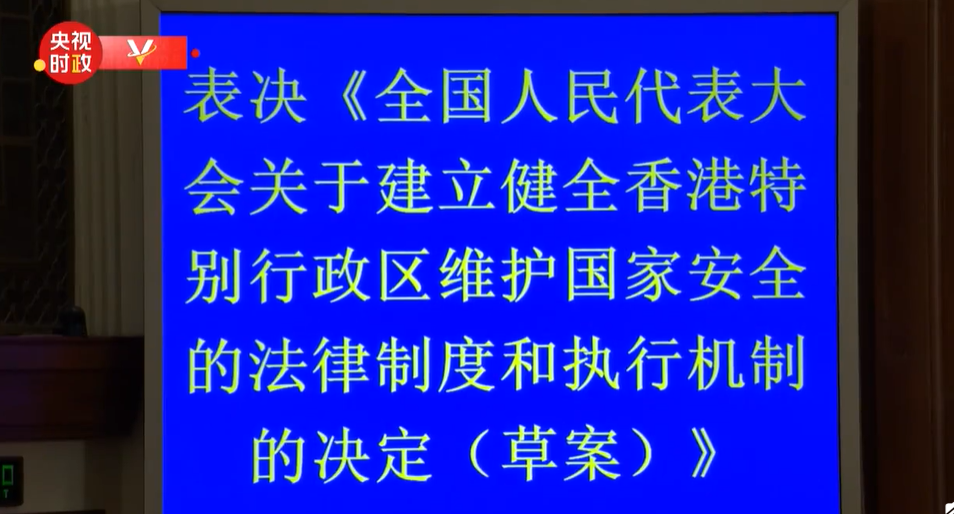 央视
时政
表决《全国人民代表大
会关于建立健全香港特
别行政区维护国家安全
的法律制度和执行机制
的决定（草案）》